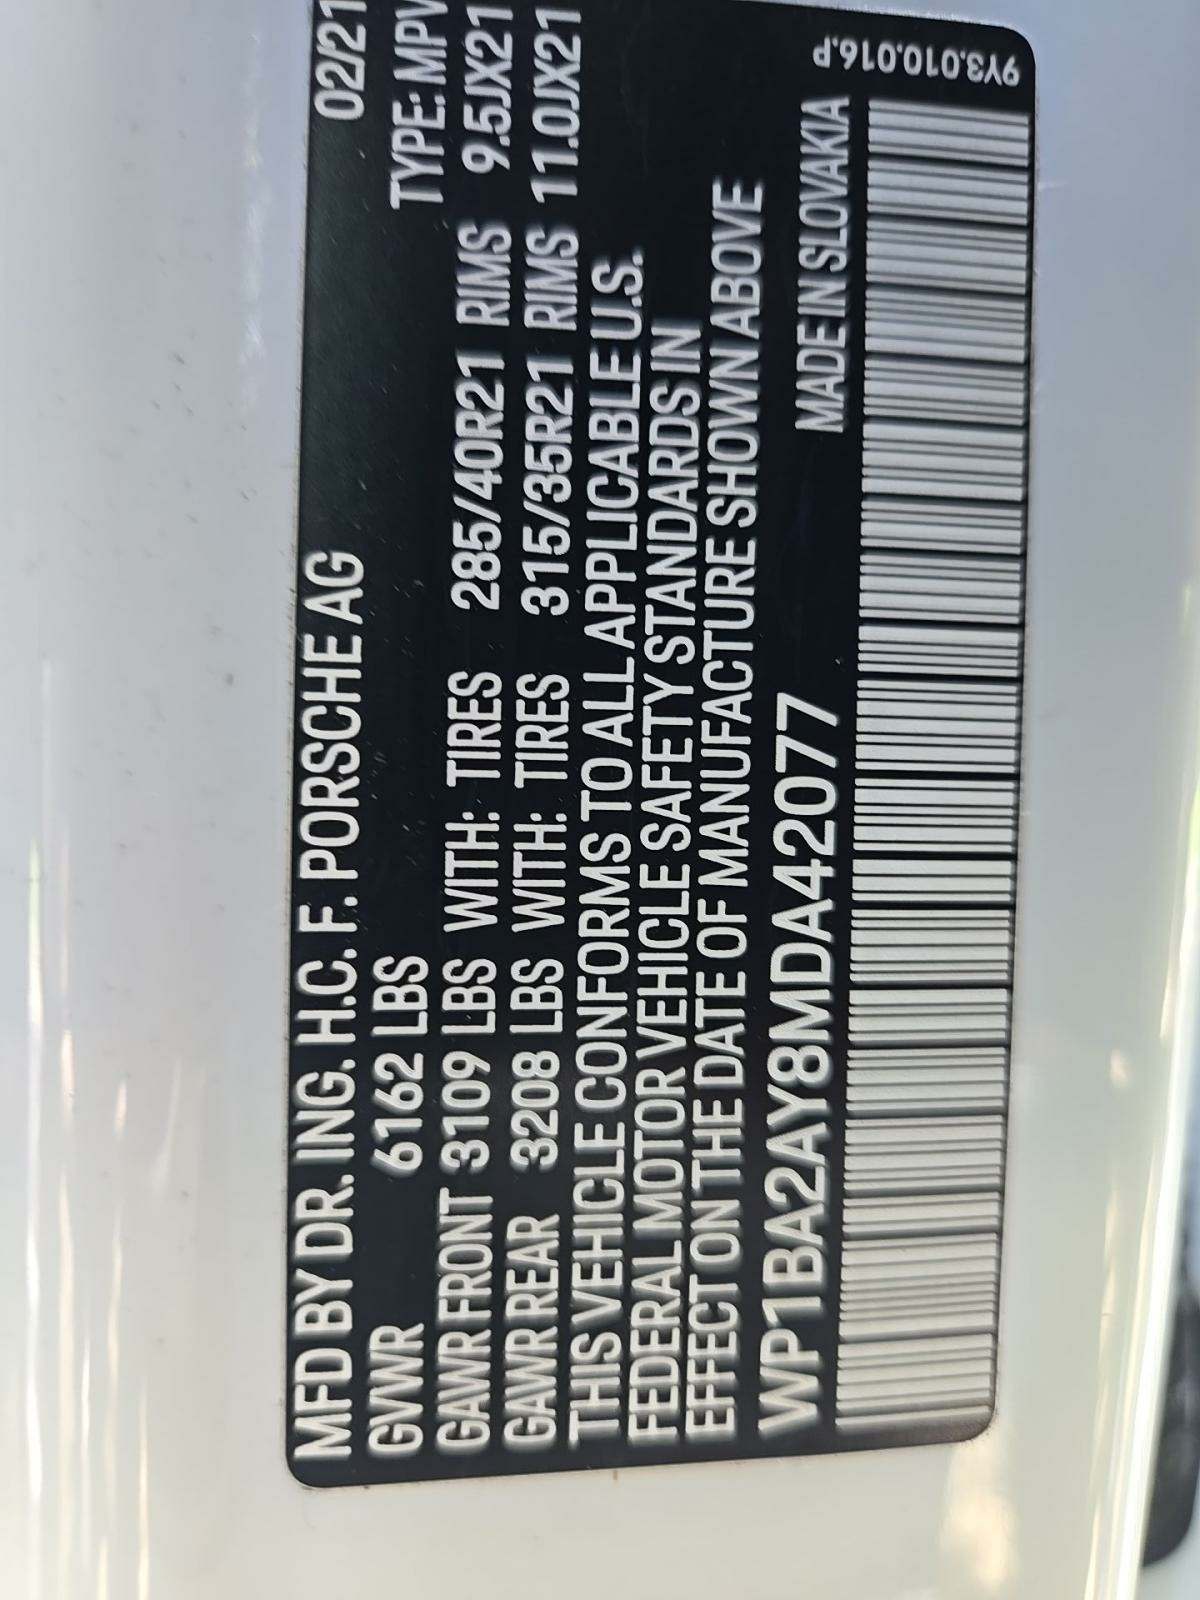 MFD BY DR. ING. H.C. F. PORSCHE AG 02/21
GVWR 6162 LBS TYPE: MPV
GAWR FRONT 3109 LBS WITH: TIRES 285/40R21 RIMS 9.5JX21
GAWR REAR 3208 LBS WITH: TIRES 315/35R21 RIMS 11.0JX21
THIS VEHICLE CONFORMS TO ALL APPLICABLE U.S.
FEDERAL MOTOR VEHICLE SAFETY STANDARDS IN
EFFECT ON THE DATE OF MANUFACTURE SHOWN ABOVE
WP1BA2AY8MDA42077 MADE IN SLOVAKIA
9Y3.010.016.P